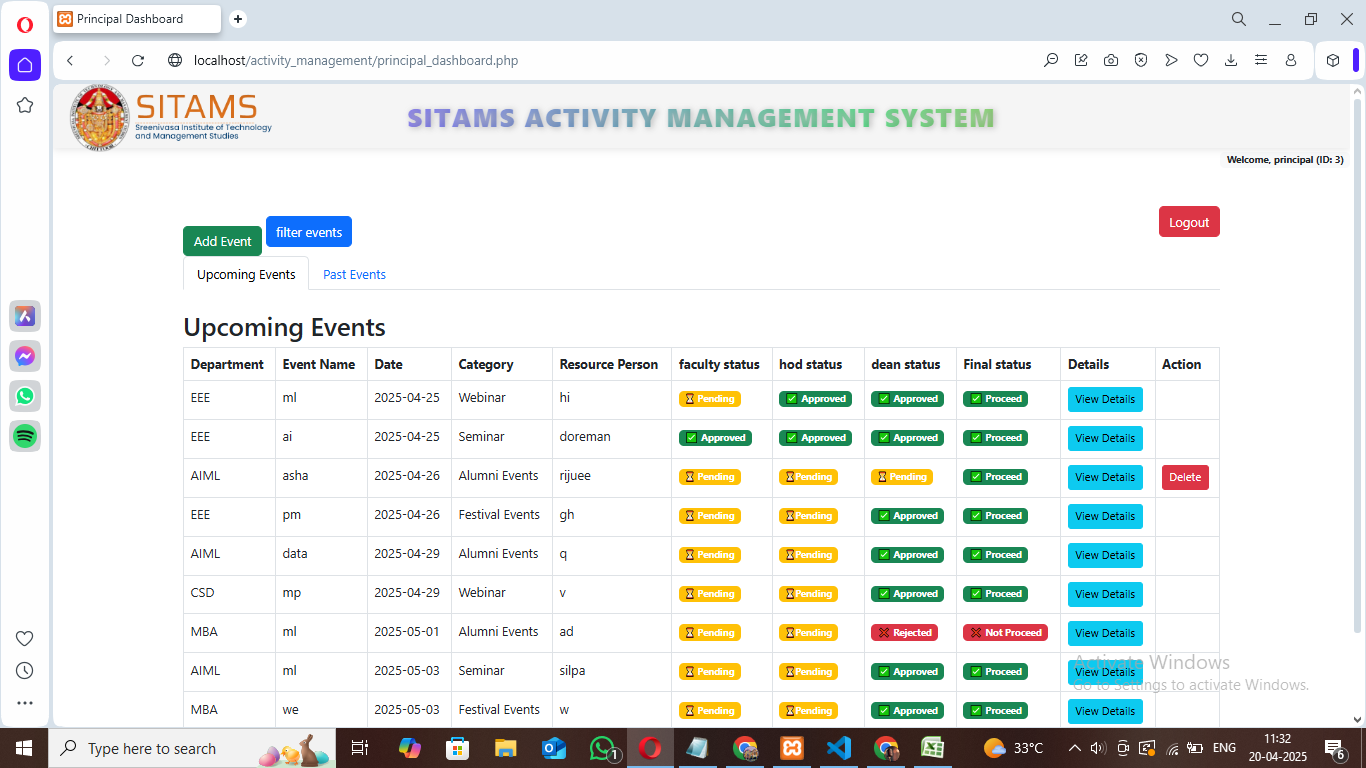 Principal Dashboard
localhost/activity_management/principal_dashboard.php
SITAMS
Sreenivasa Institute of Technology
and Management Studies
CHITTOOR
SITAMS ACTIVITY MANAGEMENT SYSTEM
Welcome, principal (ID: 3)
Add Event filter events Logout
Upcoming Events Past Events
Upcoming Events
Department Event Name Date Category Resource Person faculty status hod status dean status Final status Details Action
EEE ml 2025-04-25 Webinar hi Pending Approved Approved Proceed View Details
EEE ai 2025-04-25 Seminar doreman Approved Approved Approved Proceed View Details
AIML asha 2025-04-26 Alumni Events rijuee Pending Pending Pending Proceed View Details Delete
EEE pm 2025-04-26 Festival Events gh Pending Pending Approved Proceed View Details
AIML data 2025-04-29 Alumni Events q Pending Pending Approved Proceed View Details
CSD mp 2025-04-29 Webinar v Pending Pending Approved Proceed View Details
MBA ml 2025-05-01 Alumni Events ad Pending Pending Rejected Not Proceed View Details
AIML ml 2025-05-03 Seminar silpa Pending Pending Approved Proceed View Details
MBA we 2025-05-03 Festival Events w Pending Pending Approved Proceed View Details
Activate Windows
Go to Settings to activate Windows.
Type here to search
1
33°C
ENG
11:32
20-04-2025
6